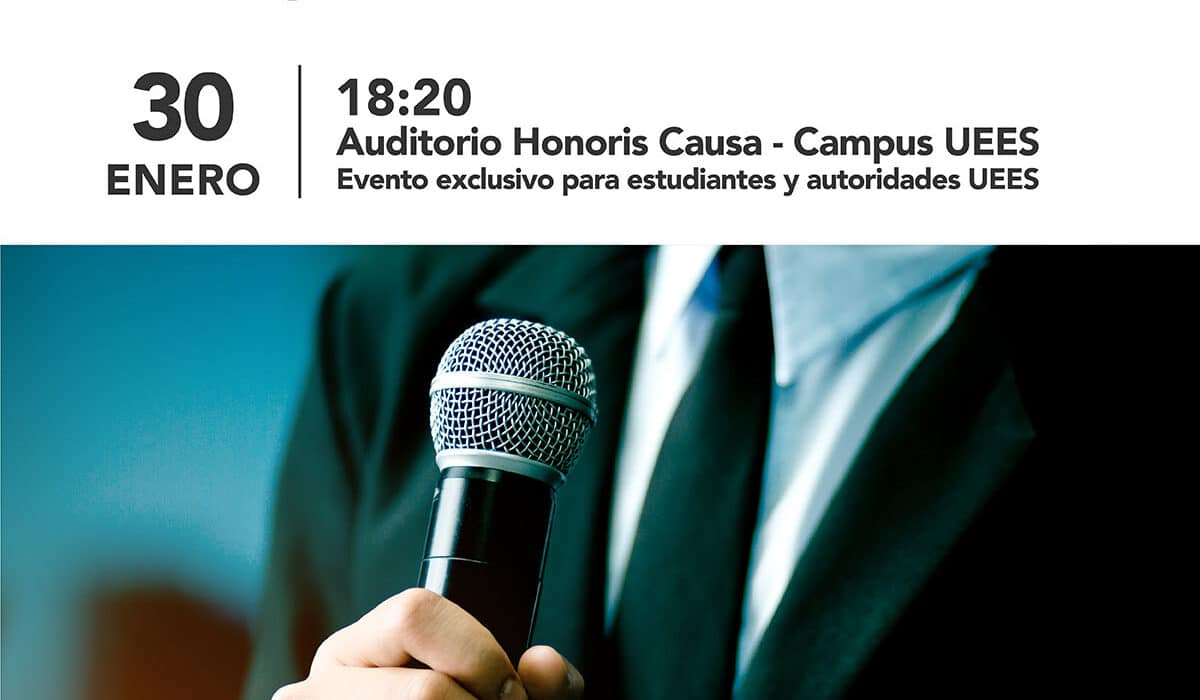 30
ENERO
18:20
Auditorio Honoris Causa - Campus UEES
Evento exclusivo para estudiantes y autoridades UEES